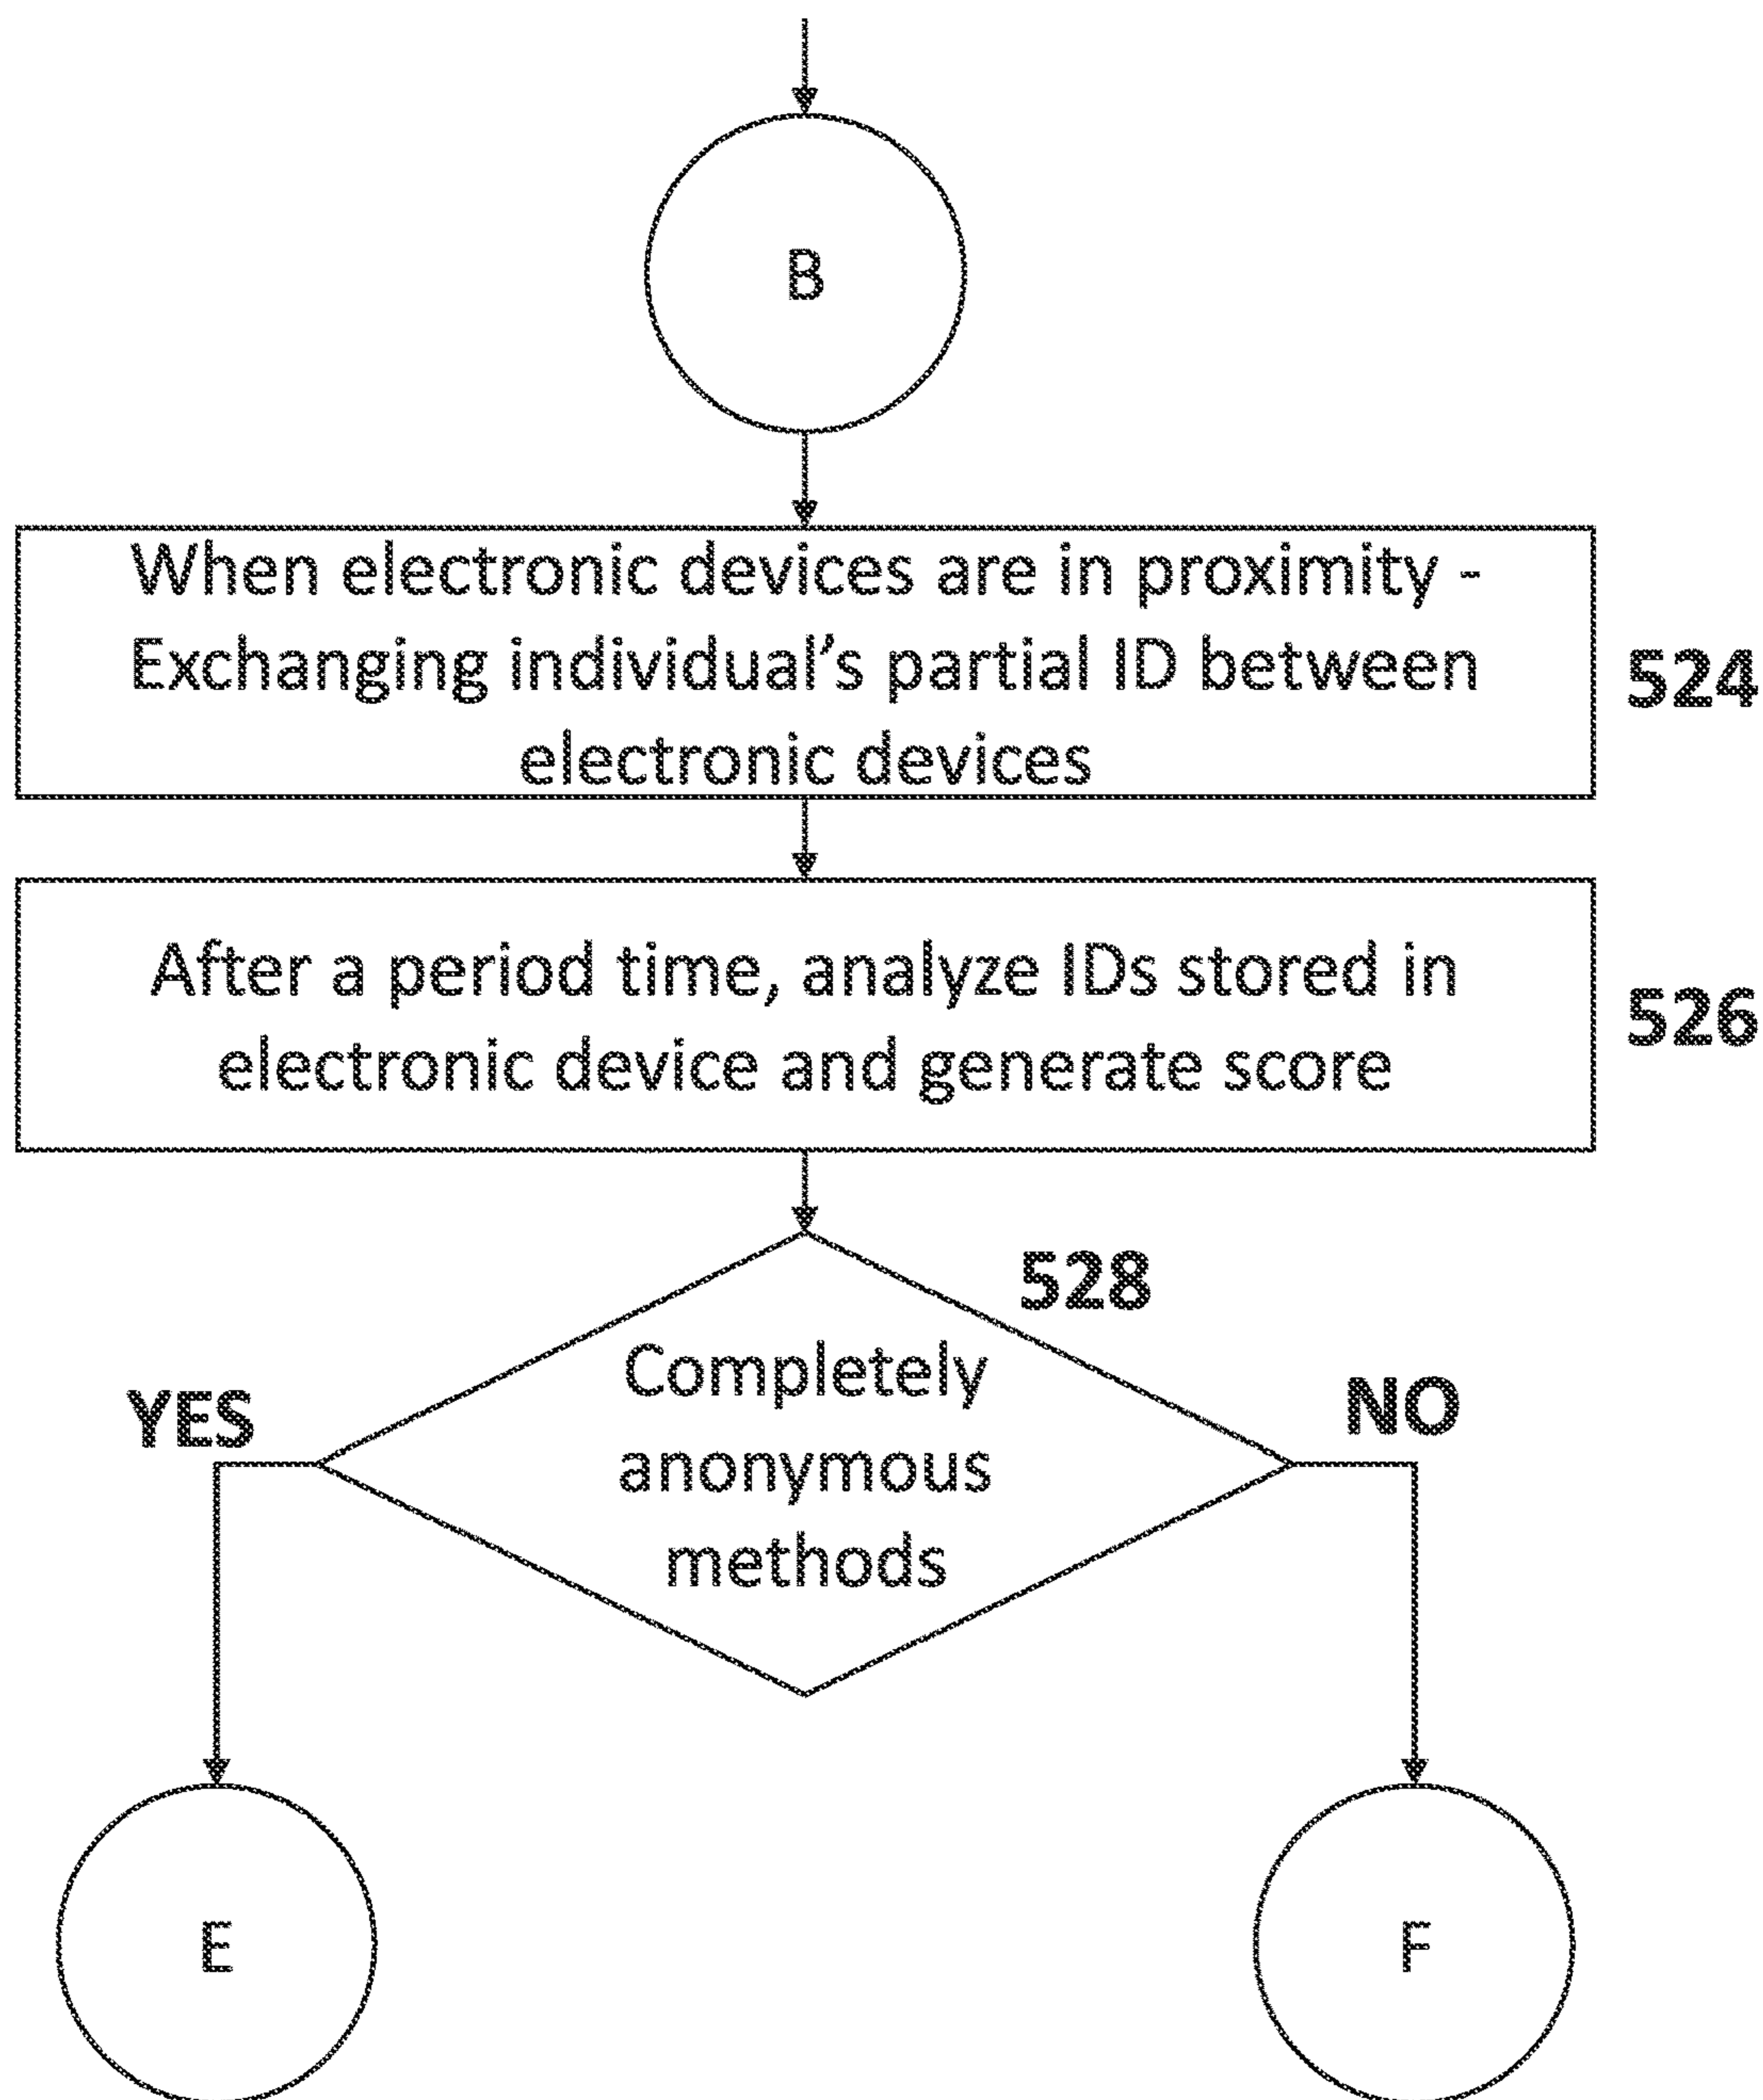 B
When electronic devices are in proximity -
Exchanging individual's partial ID between
electronic devices
524
After a period time, analyze IDs stored in
electronic device and generate score
526
528
Completely
anonymous
methods
YES
NO
E
F